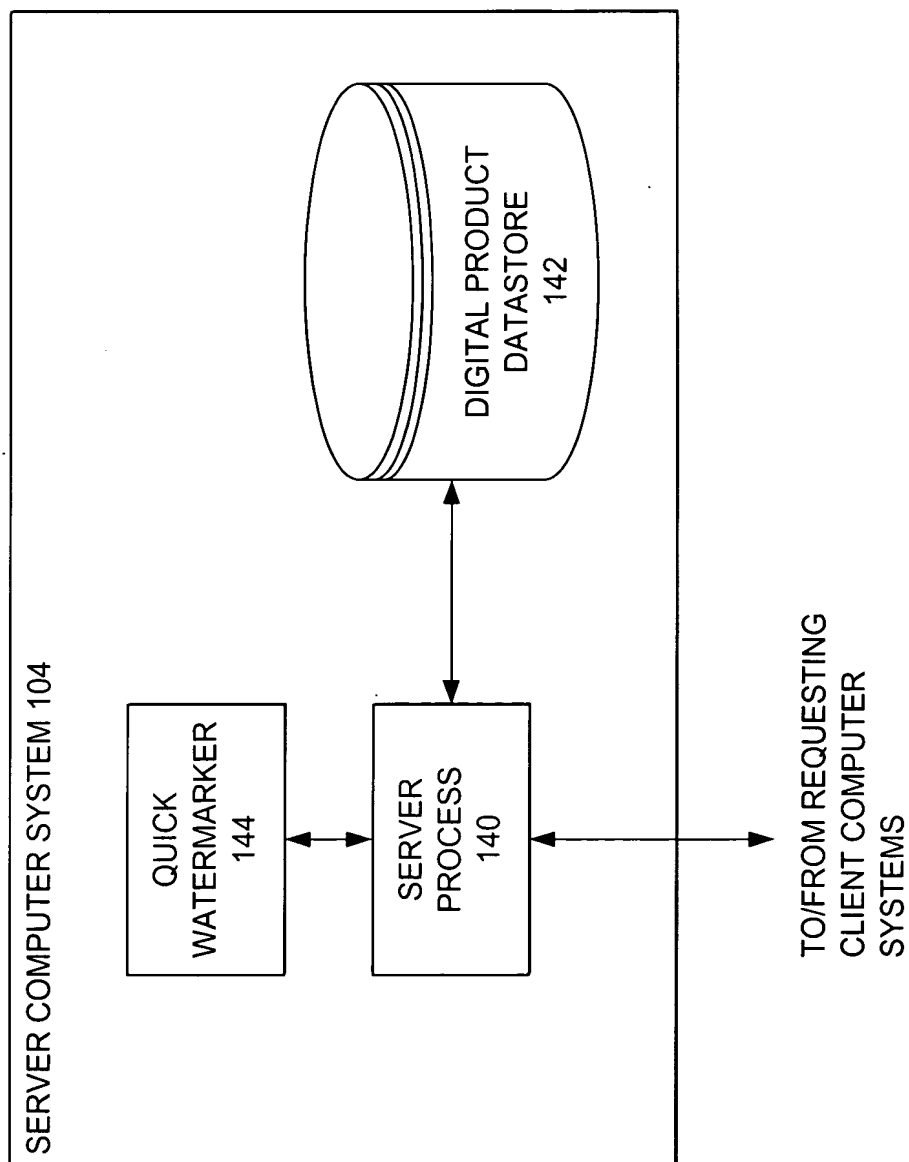 SERVER COMPUTER SYSTEM 104
QUICK
WATERMARKER
144
SERVER
PROCESS
140
DIGITAL PRODUCT
DATASTORE
142
TO/FROM REQUESTING
CLIENT COMPUTER
SYSTEMS